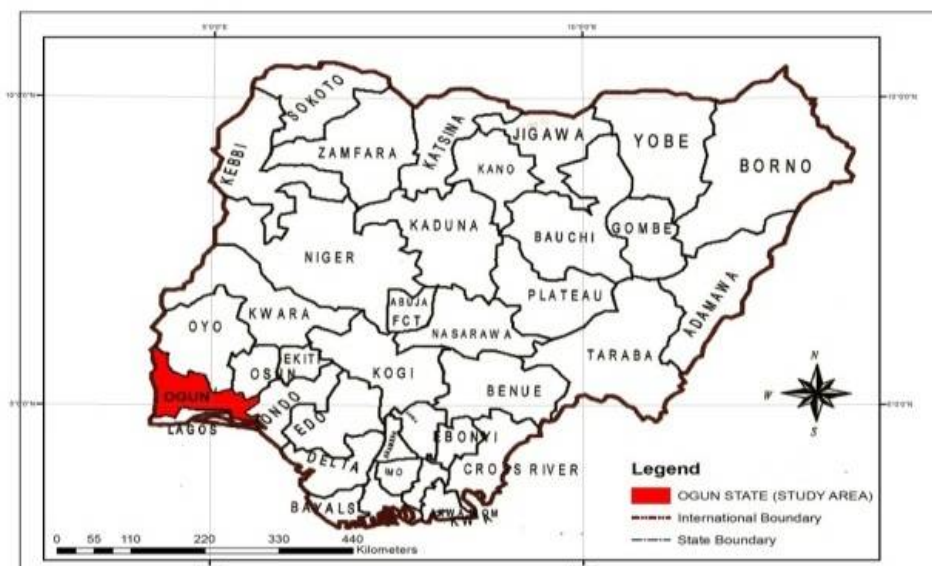 SOKOTO
KEBBI
ZAMFARA
KATSINA
JIGAWA
KANO
YOBE
BORNO
NIGER
KADUNA
BAUCHI
GOMBE
ADAMAWA
PLATEAU
ABUJA
FCT
NASARAWA
TARABA
KWARA
OYO
OSUN
EKITI
KOGI
BENUE
OGUN
LAGOS
ONDO
EDO
EBONYI
DELTA
IMO
CROSS RIVER
BAYALS
N
W
S
Legend
OGUN STATE (STUDY AREA)
International Boundary
State Boundary
0 55 110 220 330 440
Kilometers